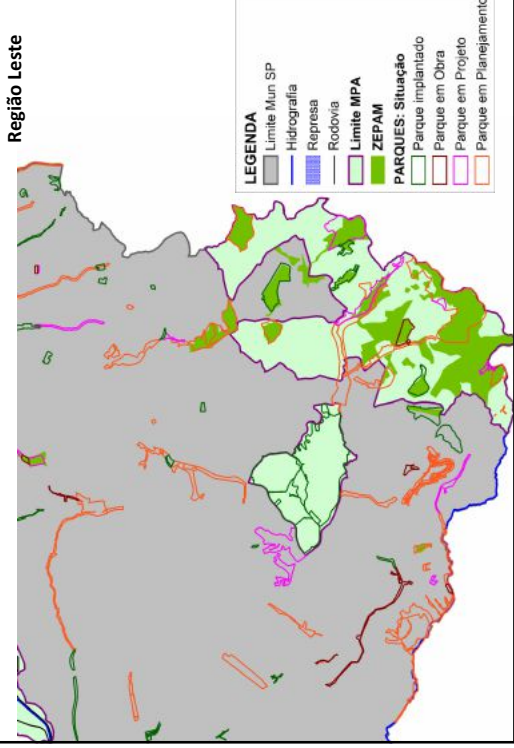 Região Leste
LEGENDA
Limite Mun SP
Hidrografia
Represa
Rodovia
Limite MPA
ZEPAM
PARQUES: Situação
Parque implantado
Parque em Obra
Parque em Projeto
Parque em Planejamento